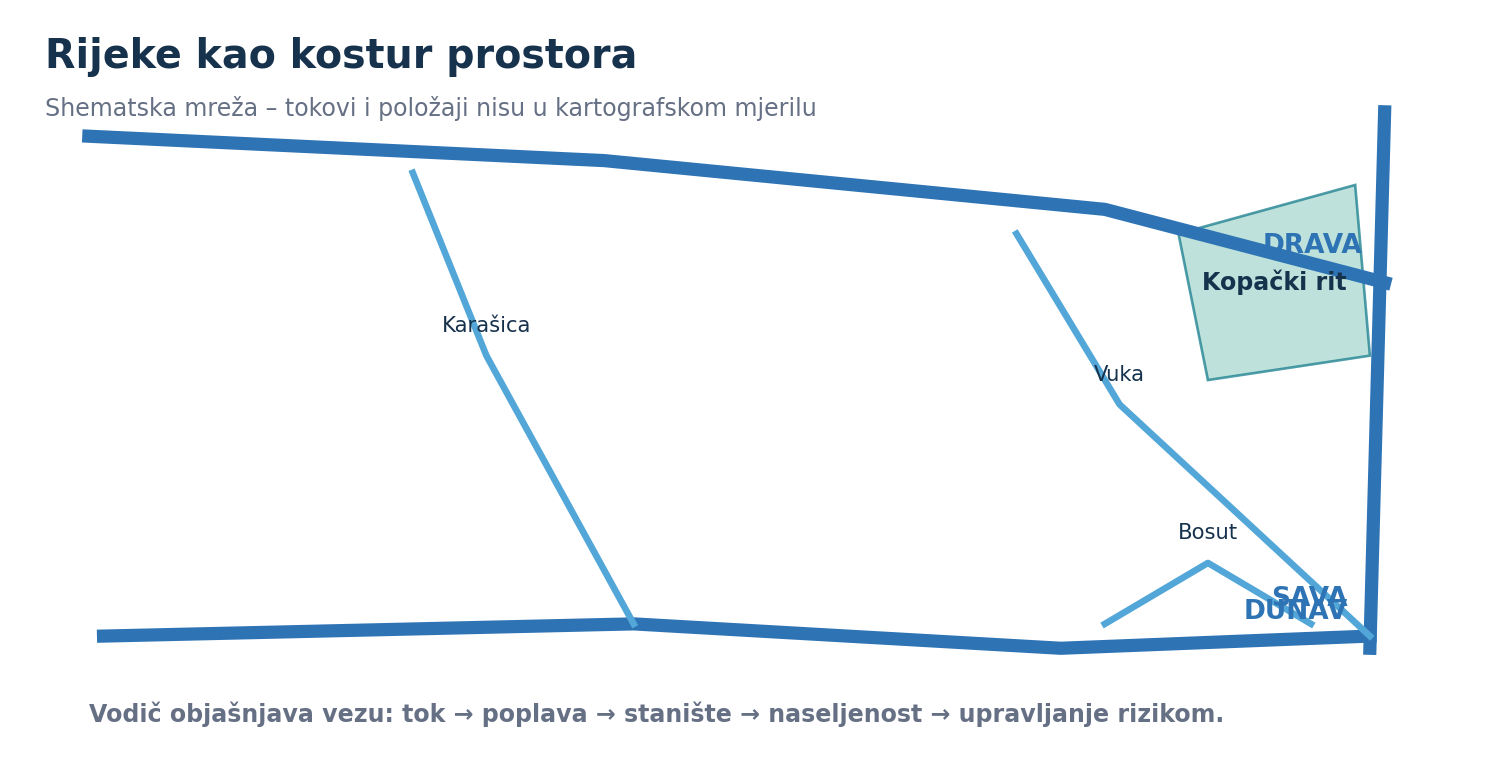 Rijeke kao kostur prostora
Shematska mreža – tokovi i položaji nisu u kartografskom mjerilu
DRAVA
Kopački rit
Karašica
Vuka
Bosut
SAVA
DUNAV
Vodič objašnjava vezu: tok → poplava → stanište → naseljenost → upravljanje rizikom.